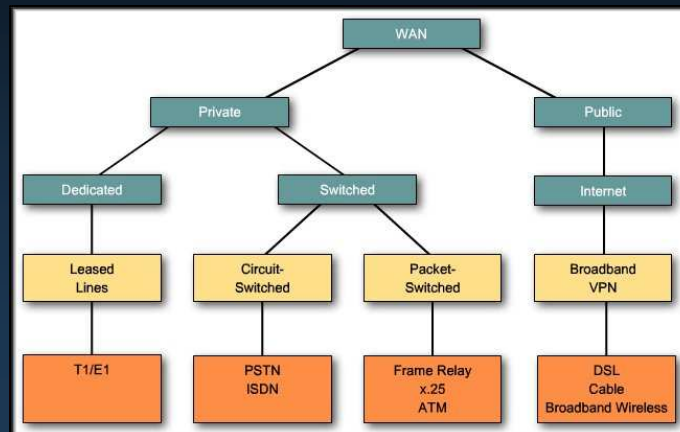 WAN
Private
Public
Dedicated
Switched
Internet
Leased
Lines
Circuit-
Switched
Packet-
Switched
Broadband
VPN
T1/E1
PSTN
ISDN
Frame Relay
x.25
ATM
DSL
Cable
Broadband Wireless